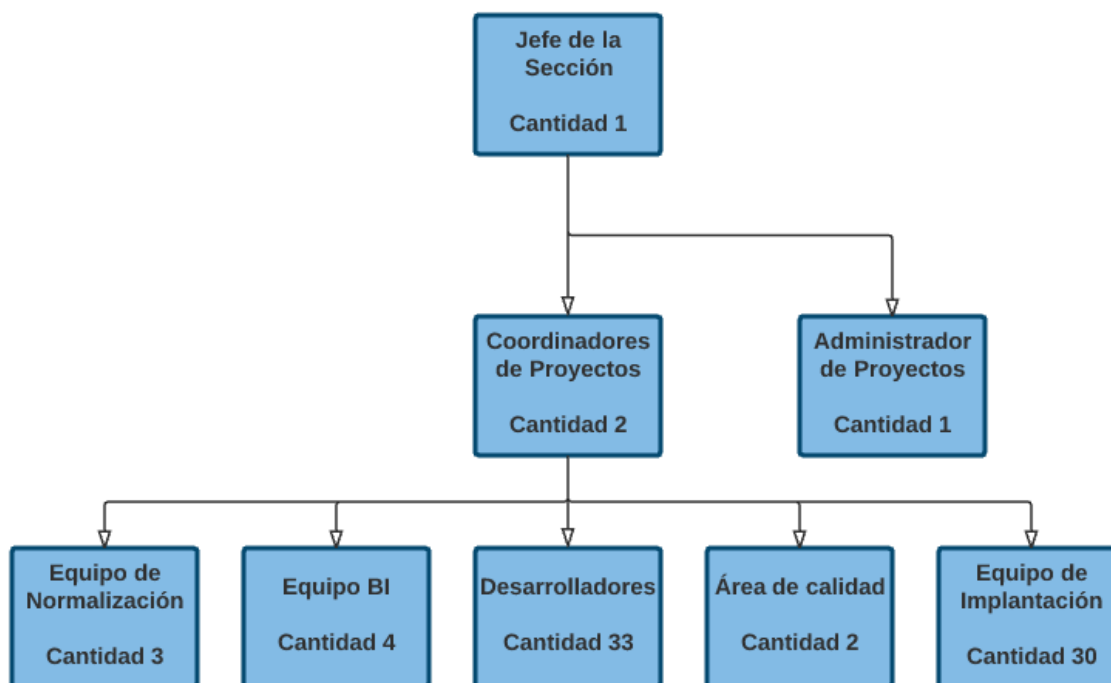 Jefe de la
Sección
Cantidad 1
Coordinadores
de Proyectos
Cantidad 2
Administrador
de Proyectos
Cantidad 1
Equipo de
Normalización
Cantidad 3
Equipo BI
Cantidad 4
Desarrolladores
Cantidad 33
Área de calidad
Cantidad 2
Equipo de
Implantación
Cantidad 30